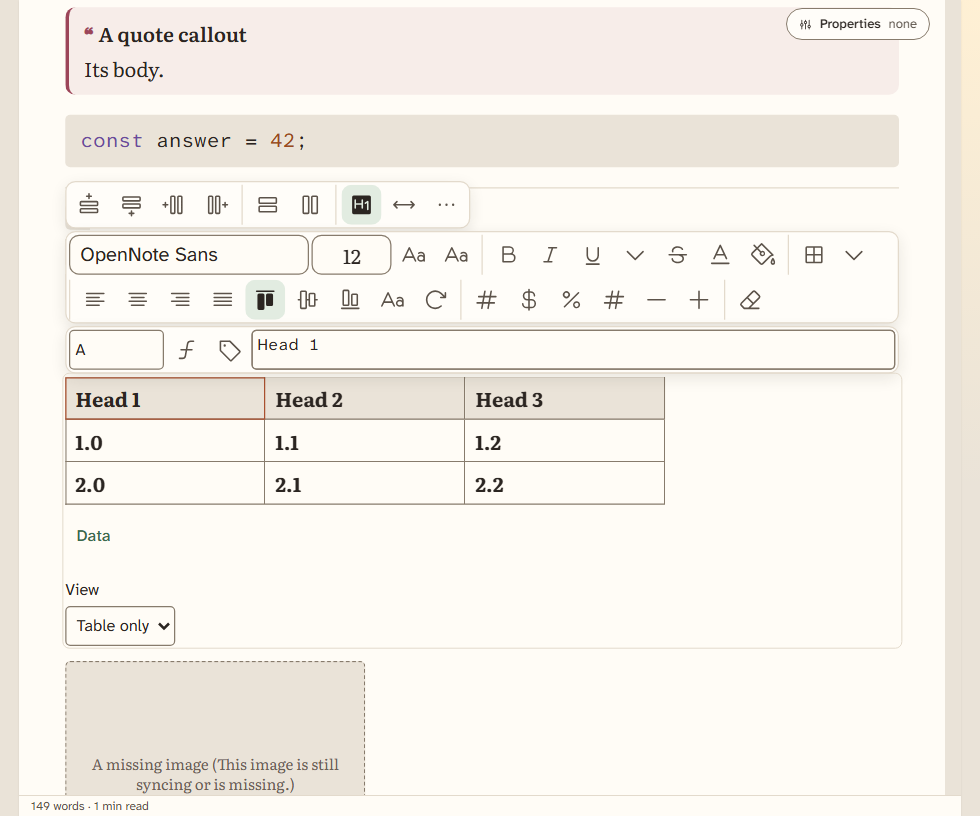 ❝ A quote callout
Properties none
Its body.
const answer = 42;
H1
OpenNote Sans
12
Aa Aa
B I U S A
Aa
# $ % #
A
Head 1
Head 1 Head 2 Head 3
1.0 1.1 1.2
2.0 2.1 2.2
Data
View
Table only
A missing image (This image is still
syncing or is missing.)
149 words · 1 min read